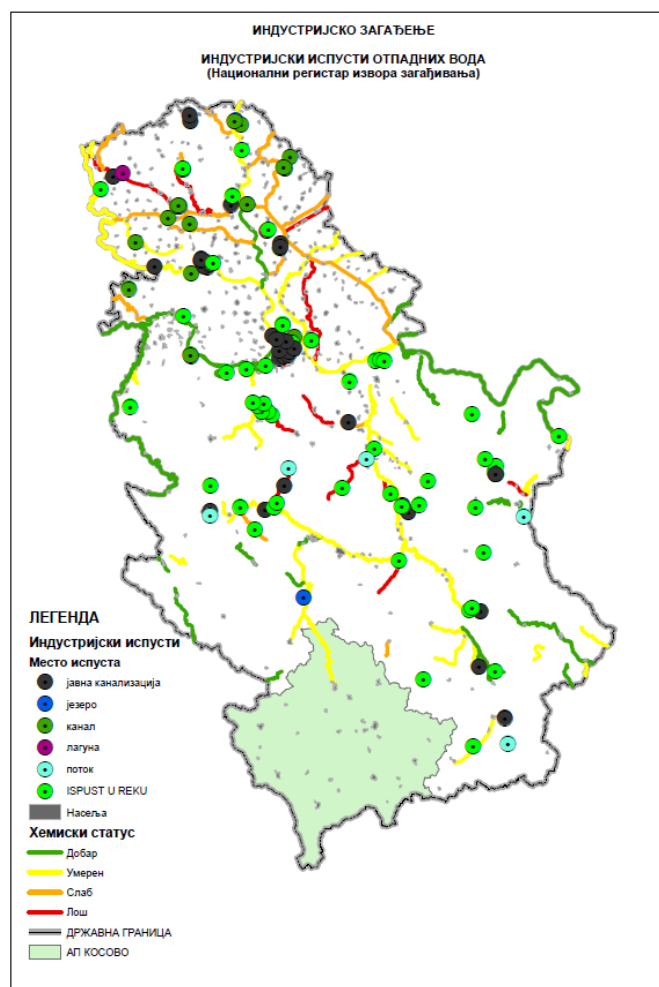 ИНДУСТРИЈСКО ЗАГАЂЕЊЕ
ИНДУСТРИЈСКИ ИСПУСТИ ОТПАДНИХ ВОДА
(Национални регистар извора загађивања)
ЛЕГЕНДА
Индустријски испусти
Место испуста
јавна канализација
језеро
канал
лагуна
поток
ISPUST U REKU
Насеља
Хемиски статус
Добар
Умерен
Слаб
Лош
ДРЖАВНА ГРАНИЦА
АП КОСОВО